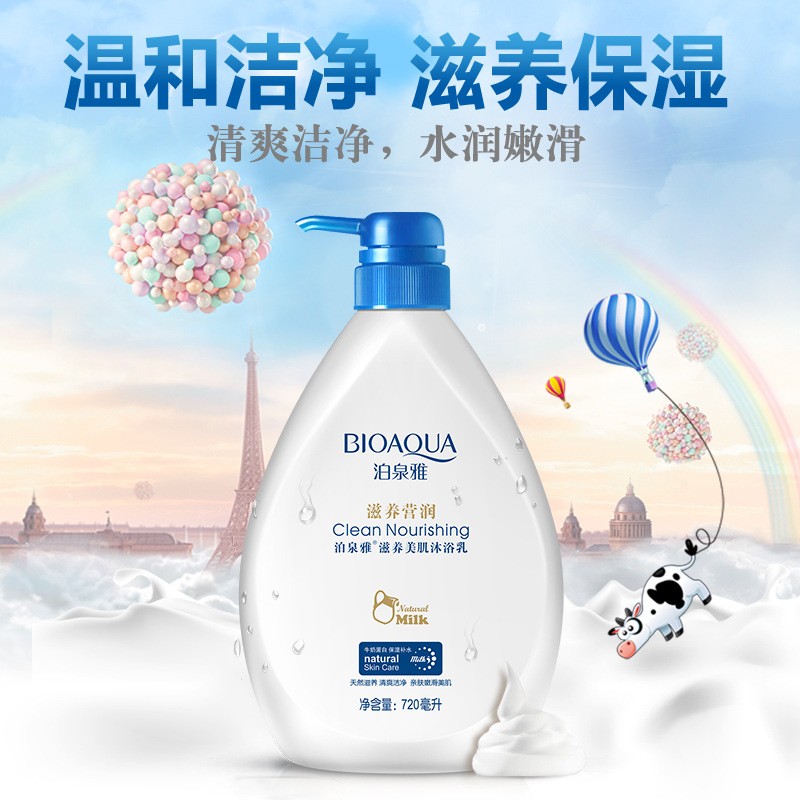 温和洁净 滋养保湿
清爽洁净，水润嫩滑
BIOAQUA
泊泉雅
滋养营润
Clean Nourishing
泊泉雅®滋养美肌沐浴乳
Natural
Milk
牛奶蛋白 保湿补水
natural
Skin Care
milk
天然滋养 清爽洁净 亲肤嫩滑美肌
净含量：720毫升